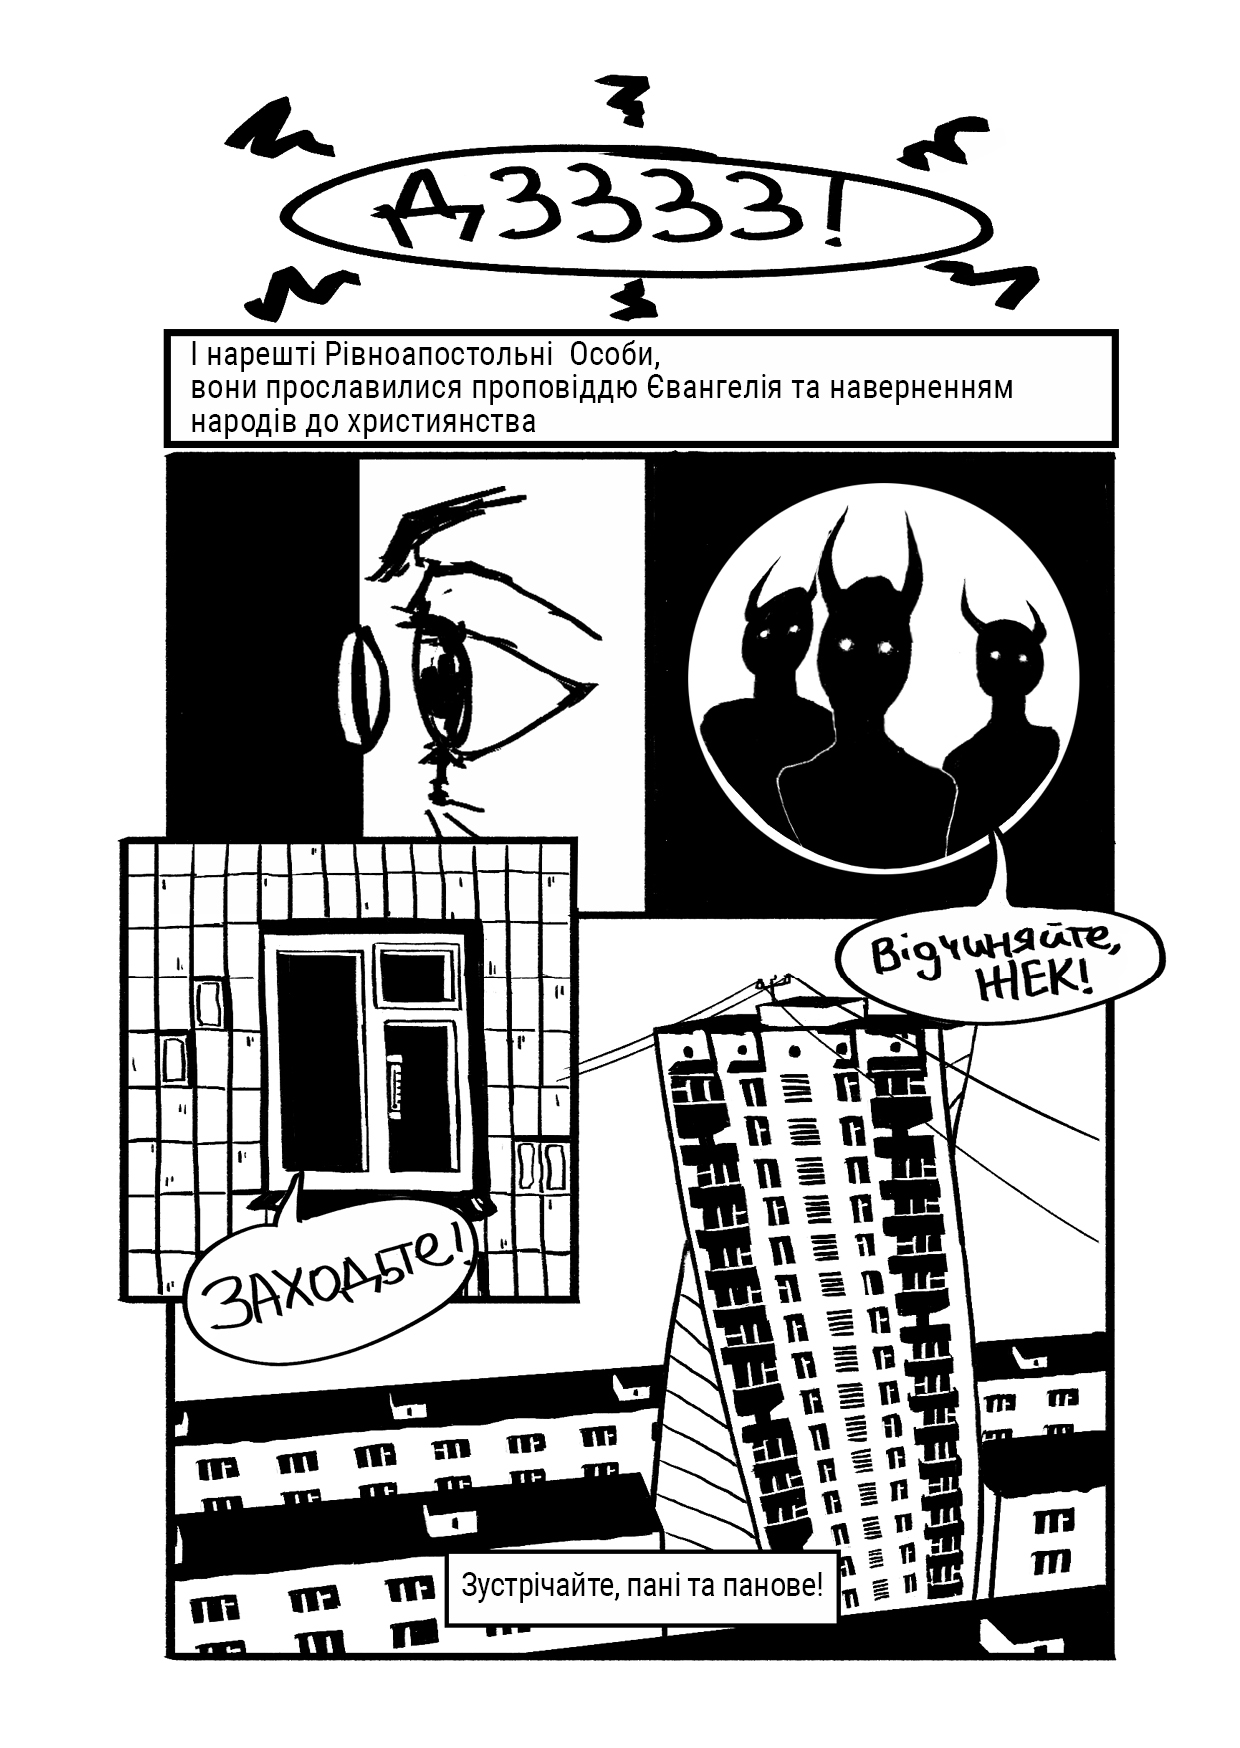 ДЗЗЗЗ!
І нарешті Рівноапостольні Особи,
вони прославилися проповіддю Євангелія та наверненням
народів до християнства
Відчиняйте,
ЖЕК!
ЗАХОДЬТЕ!
Зустрічайте, пані та панове!